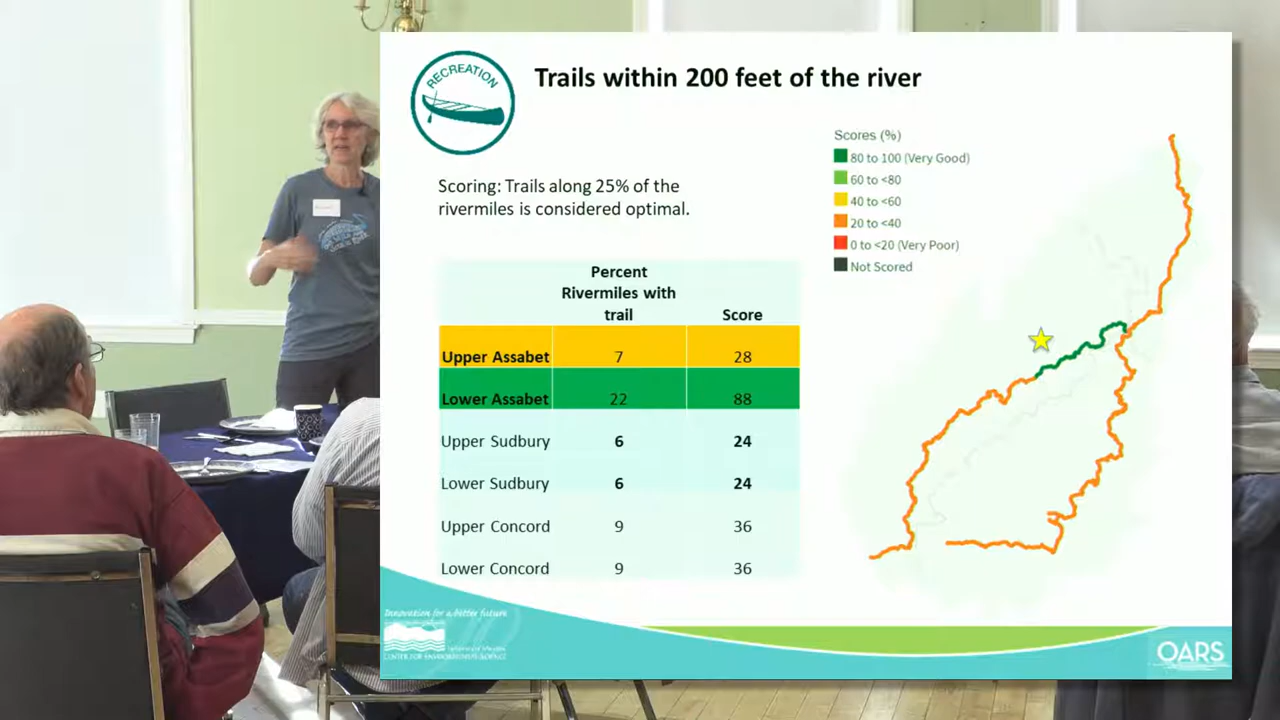 RECREATION
Trails within 200 feet of the river
Scoring: Trails along 25% of the
rivermiles is considered optimal.
Percent
Rivermiles with
trail Score
Upper Assabet 7 28
Lower Assabet 22 88
Upper Sudbury 6 24
Lower Sudbury 6 24
Upper Concord 9 36
Lower Concord 9 36
Scores (%)
80 to 100 (Very Good)
60 to <80
40 to <60
20 to <40
0 to <20 (Very Poor)
Not Scored
Innovation for a better future
CENTER FOR ENVIRONMENTAL SCIENCE
OARS